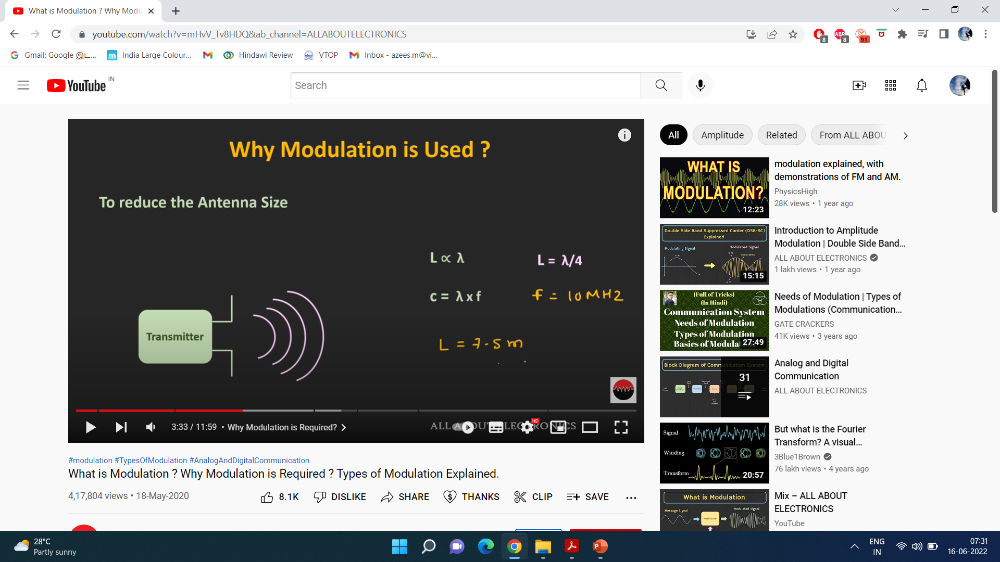 What is Modulation ? Why Modu
youtube.com/watch?v=mHvV_Tv8HDQ&ab_channel=ALLABOUTELECTRONICS
8
ABP
8
91
Gmail: Google இட...
India Large Colour...
Hindawi Review
VTOP
Inbox - azees.m@vi...
YouTube IN
Search
Why Modulation is Used ?
To reduce the Antenna Size
L ∝ λ
L = λ/4
c = λ x f
f = 10 MHz
Transmitter
L = 7.5 m
3:33 / 11:59 • Why Modulation is Required?
ALL ABOUT ELECTRONICS
HD
#modulation #TypesOfModulation #AnalogAndDigitalCommunication
What is Modulation ? Why Modulation is Required ? Types of Modulation Explained.
4,17,804 views • 18-May-2020
8.1K
DISLIKE
SHARE
THANKS
CLIP
SAVE
All
Amplitude
Related
From ALL ABOU
WHAT IS
MODULATION?
12:23
modulation explained, with
demonstrations of FM and AM.
PhysicsHigh
28K views • 1 year ago
Double Side Band Suppressed Carrier (DSB-SC)
Explained
Modulating Signal
Modulated Signal
15:15
Introduction to Amplitude
Modulation | Double Side Band...
ALL ABOUT ELECTRONICS
1 lakh views • 1 year ago
(Full of Tricks)
(In Hindi)
Communication System
Needs of Modulation
Types of Modulation
Basics of Modula
27:49
Needs of Modulation | Types of
Modulations (Communication...
GATE CRACKERS
41K views • 3 years ago
Block Diagram of Communication System
31
Analog and Digital
Communication
ALL ABOUT ELECTRONICS
Signal
Winding
Transform
20:57
But what is the Fourier
Transform? A visual...
3Blue1Brown
76 lakh views • 4 years ago
What is Modulation
Message Signal
Modulated Signal
Modulation
Mix – ALL ABOUT
ELECTRONICS
YouTube
28°C
Partly sunny
ENG
IN
07:31
16-06-2022